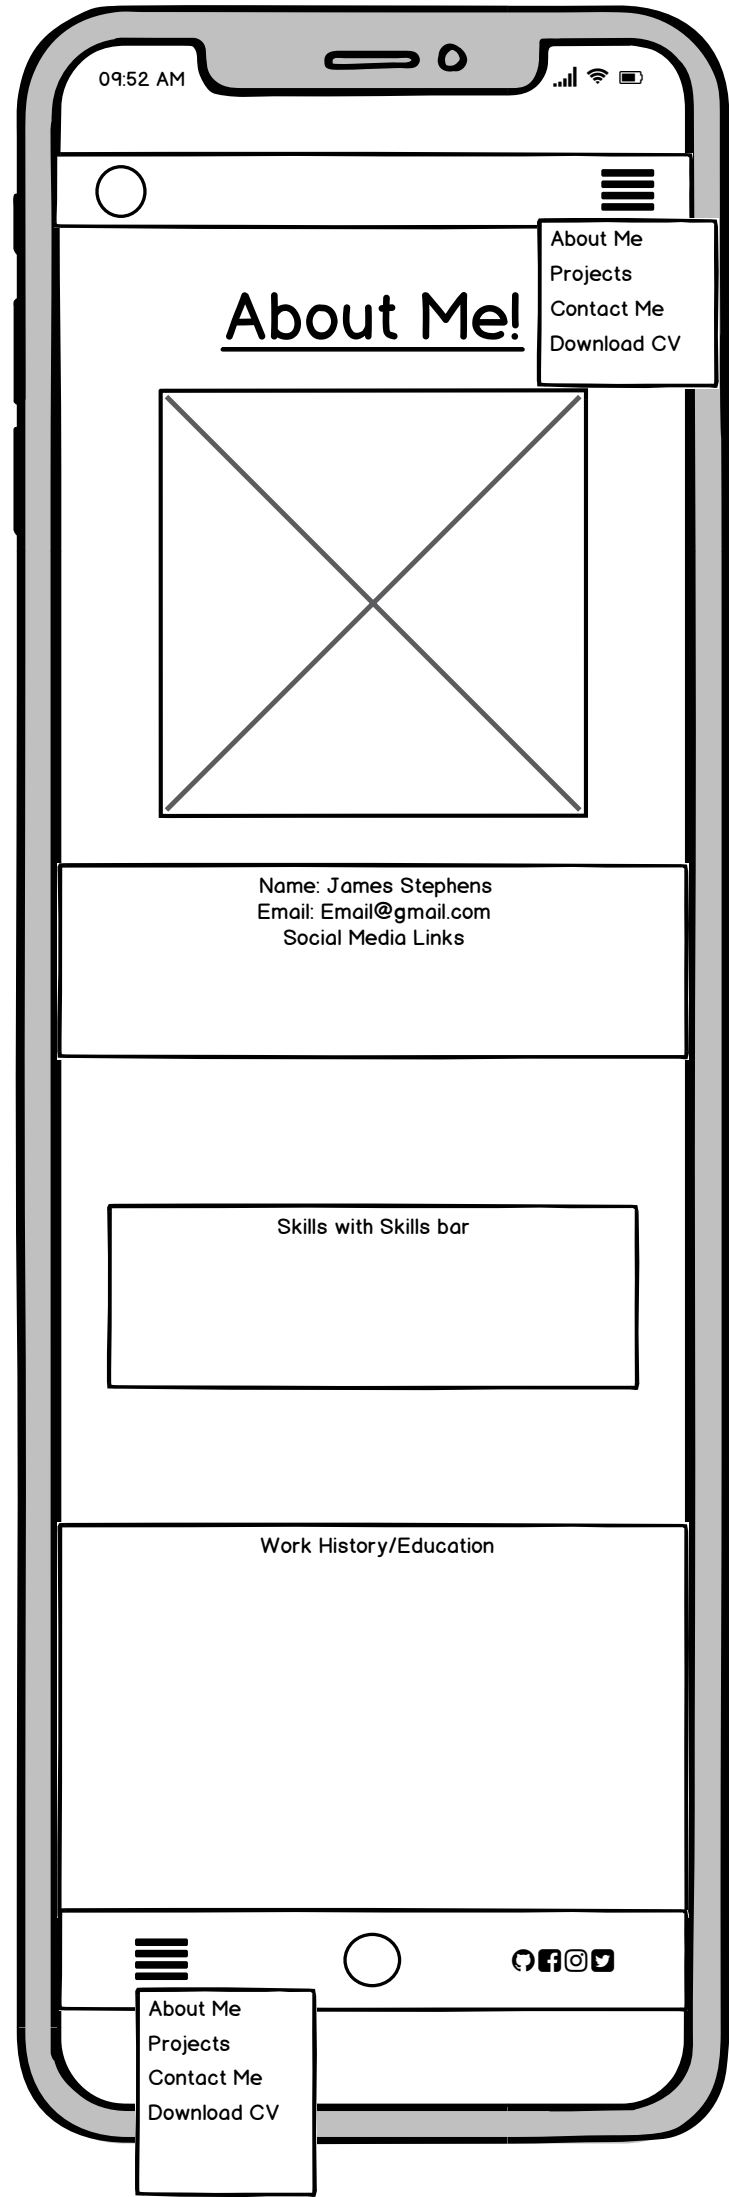 09:52 AM
About Me
Projects
Contact Me
Download CV
About Me!
Name: James Stephens
Email: Email@gmail.com
Social Media Links
Skills with Skills bar
Work History/Education
About Me
Projects
Contact Me
Download CV